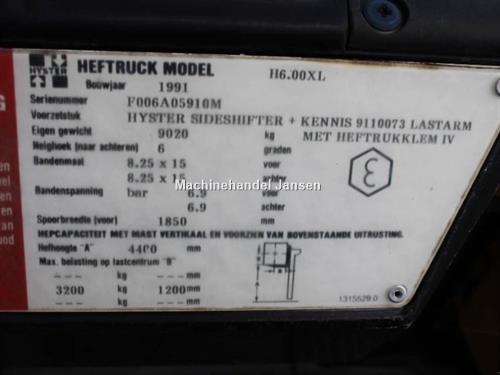 HYSTER HEFTRUCK MODEL H6.00XL
Bouwjaar 1991
Serienummer F006A05910M
Voorzetstuk HYSTER SIDESHIFTER + KENNIS 9110073 LASTARM
Eigen gewicht 9020 kg MET HEFTRUKKLEM IV
Neighoek (naar achteren) 6 graden
Bandenmaat 8.25 x 15 voor
8.25 x 15 achter
Machinehandel Jansen
Bandenspanning bar 6.9 voor
6.9 achter
Spoorbreedte (voor) 1850 mm
HEFCAPACITEIT MET MAST VERTIKAAL EN VOORZIEN VAN BOVENSTAANDE UITRUSTING.
Hefhoogte "A" 4400 mm
Max. belasting op lastcentrum "B"
--- kg --- mm
3200 kg 1200 mm
--- kg --- mm
1315529 0
G